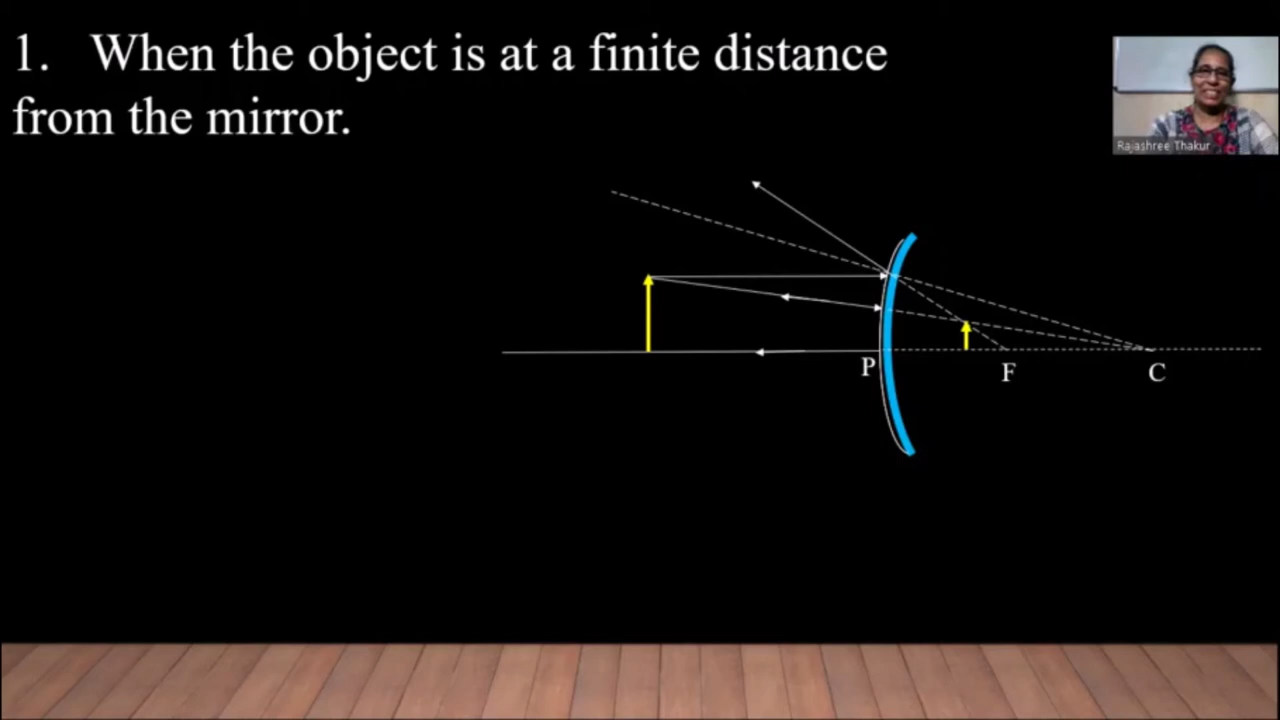 1. When the object is at a finite distance
from the mirror.
Rajashree Thakur
P
F
C